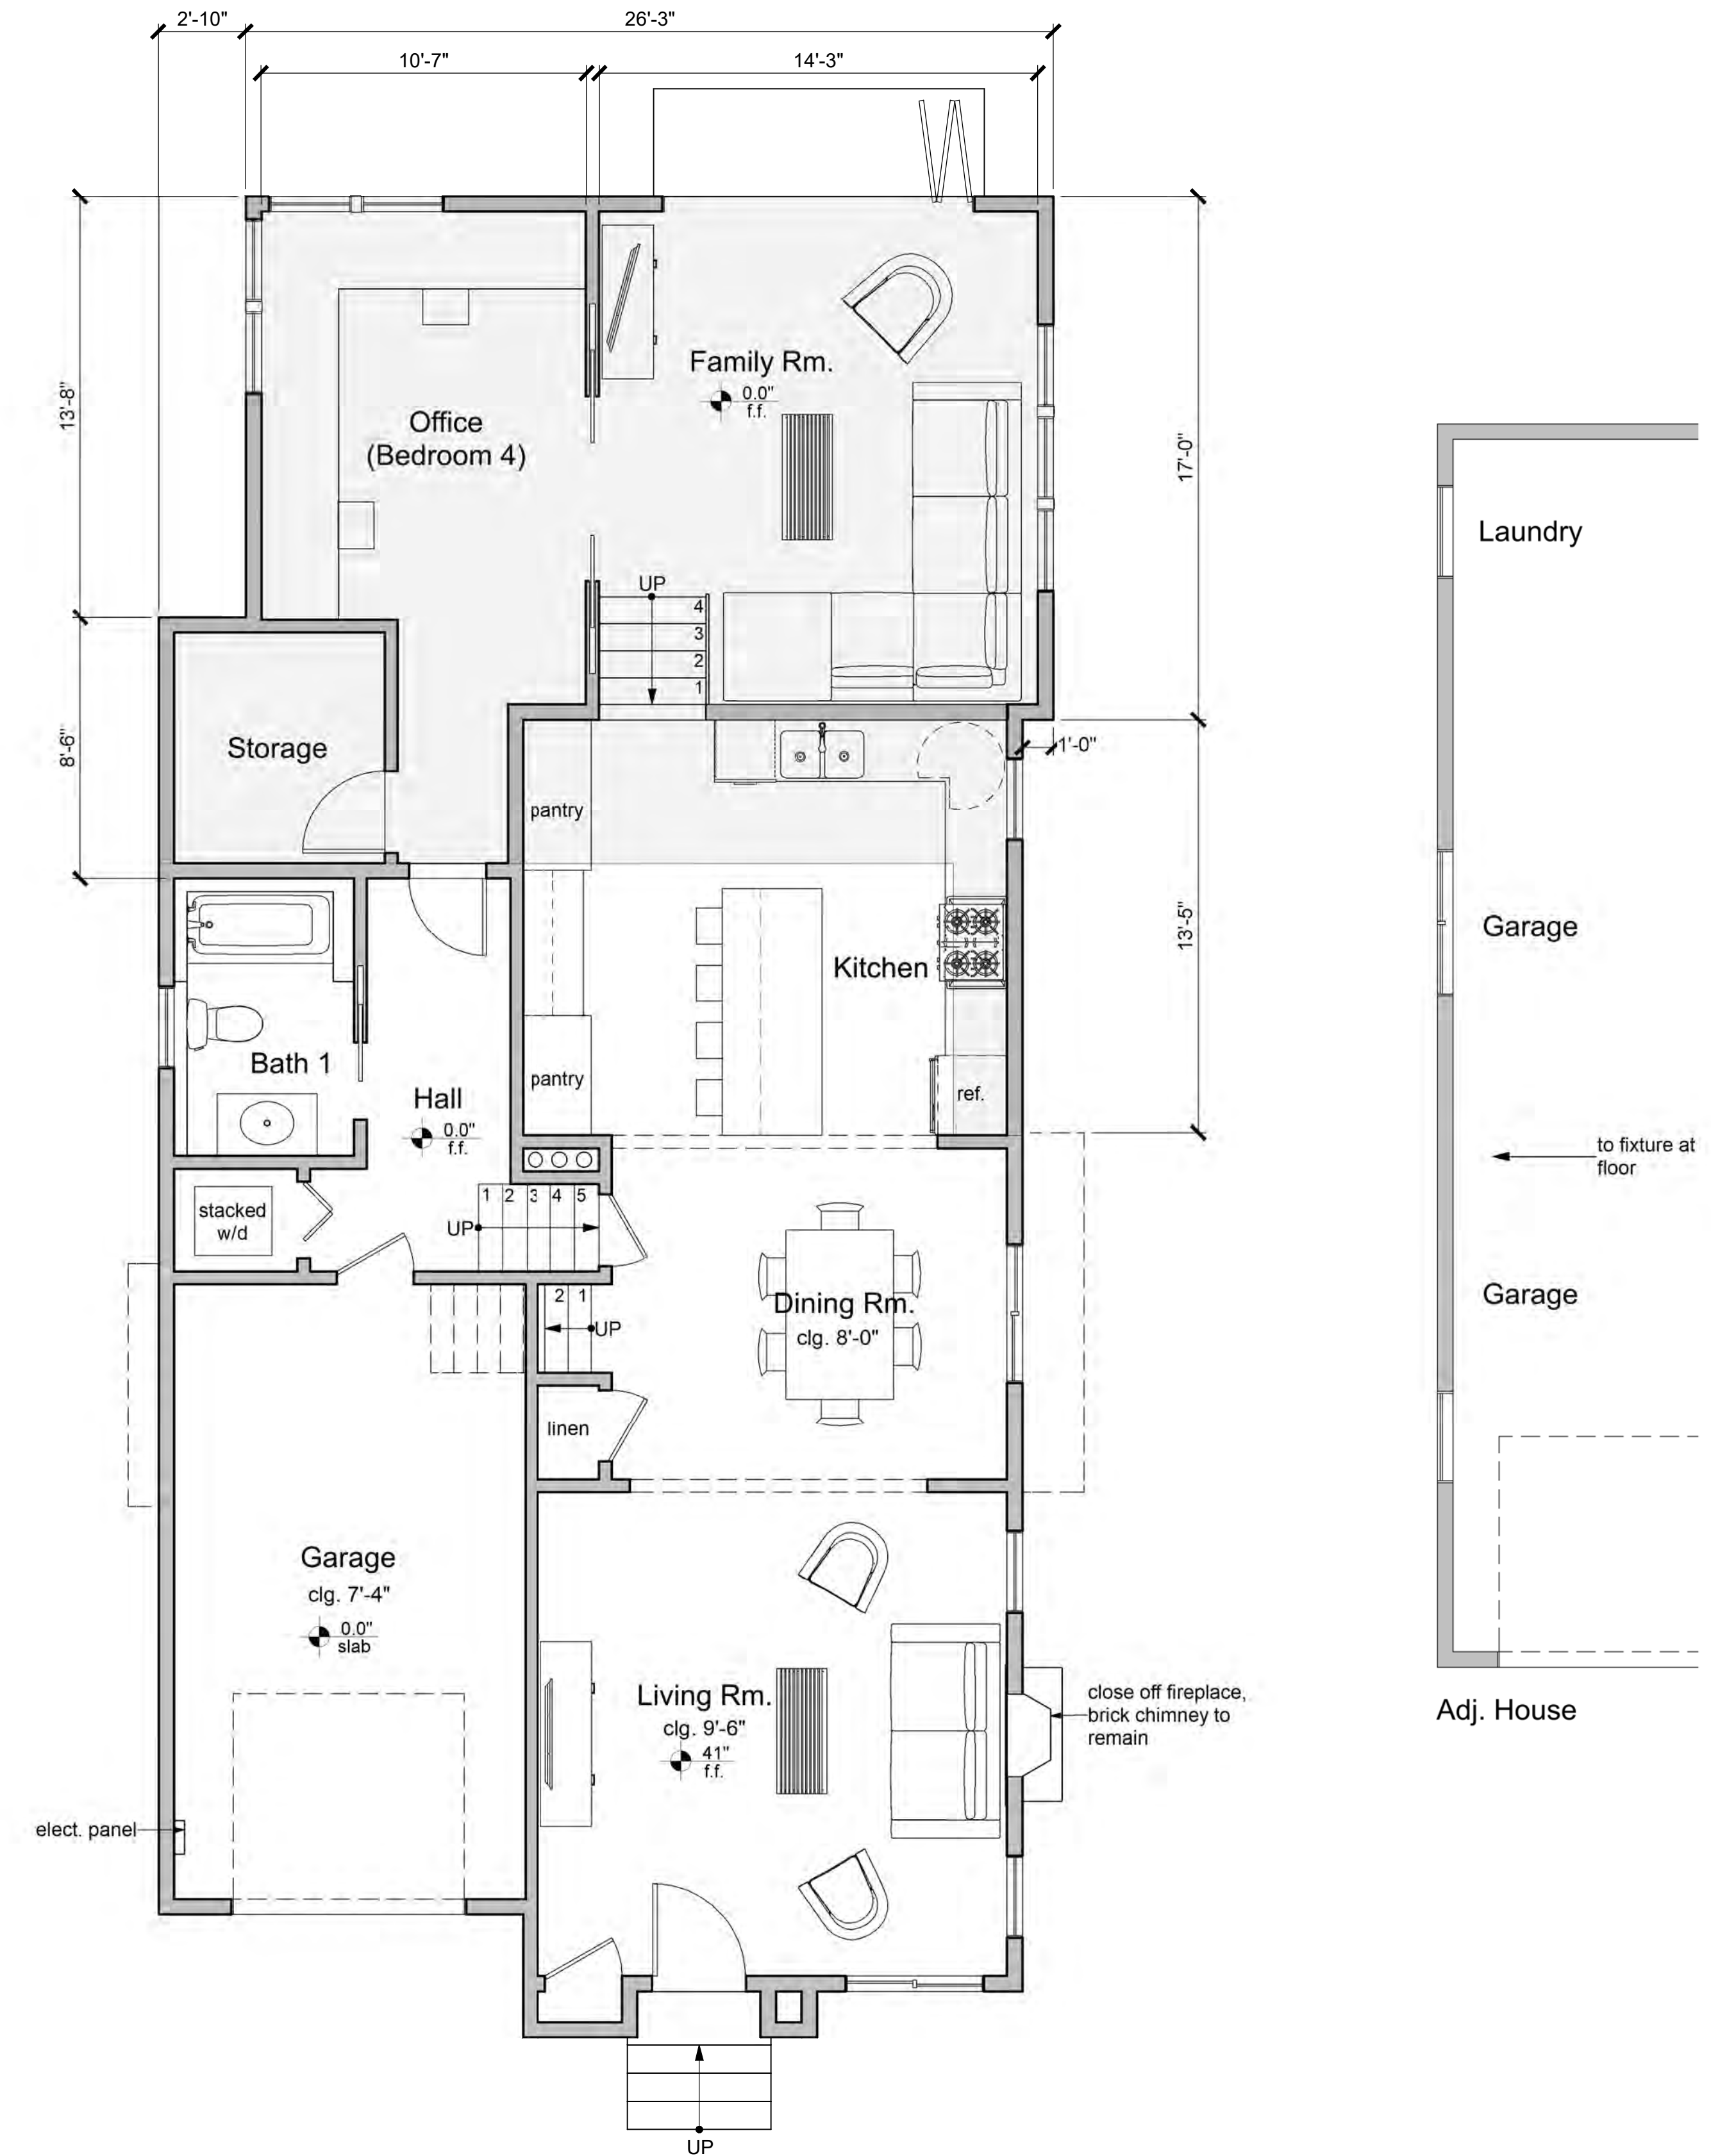 2'-10"
26'-3"
10'-7"
14'-3"
13'-8"
8'-6"
17'-0"
13'-5"
1'-0"
Family Rm.
0.0"
f.f.
Office
(Bedroom 4)
UP
4
3
2
1
Storage
pantry
Kitchen
pantry
ref.
Bath 1
Hall
0.0"
f.f.
stacked
w/d
1 2 3 4 5
UP
2 1
UP
Dining Rm.
clg. 8'-0"
linen
Garage
clg. 7'-4"
0.0"
slab
Living Rm.
clg. 9'-6"
41"
f.f.
close off fireplace,
brick chimney to
remain
elect. panel
UP
Laundry
Garage
to fixture at
floor
Garage
Adj. House